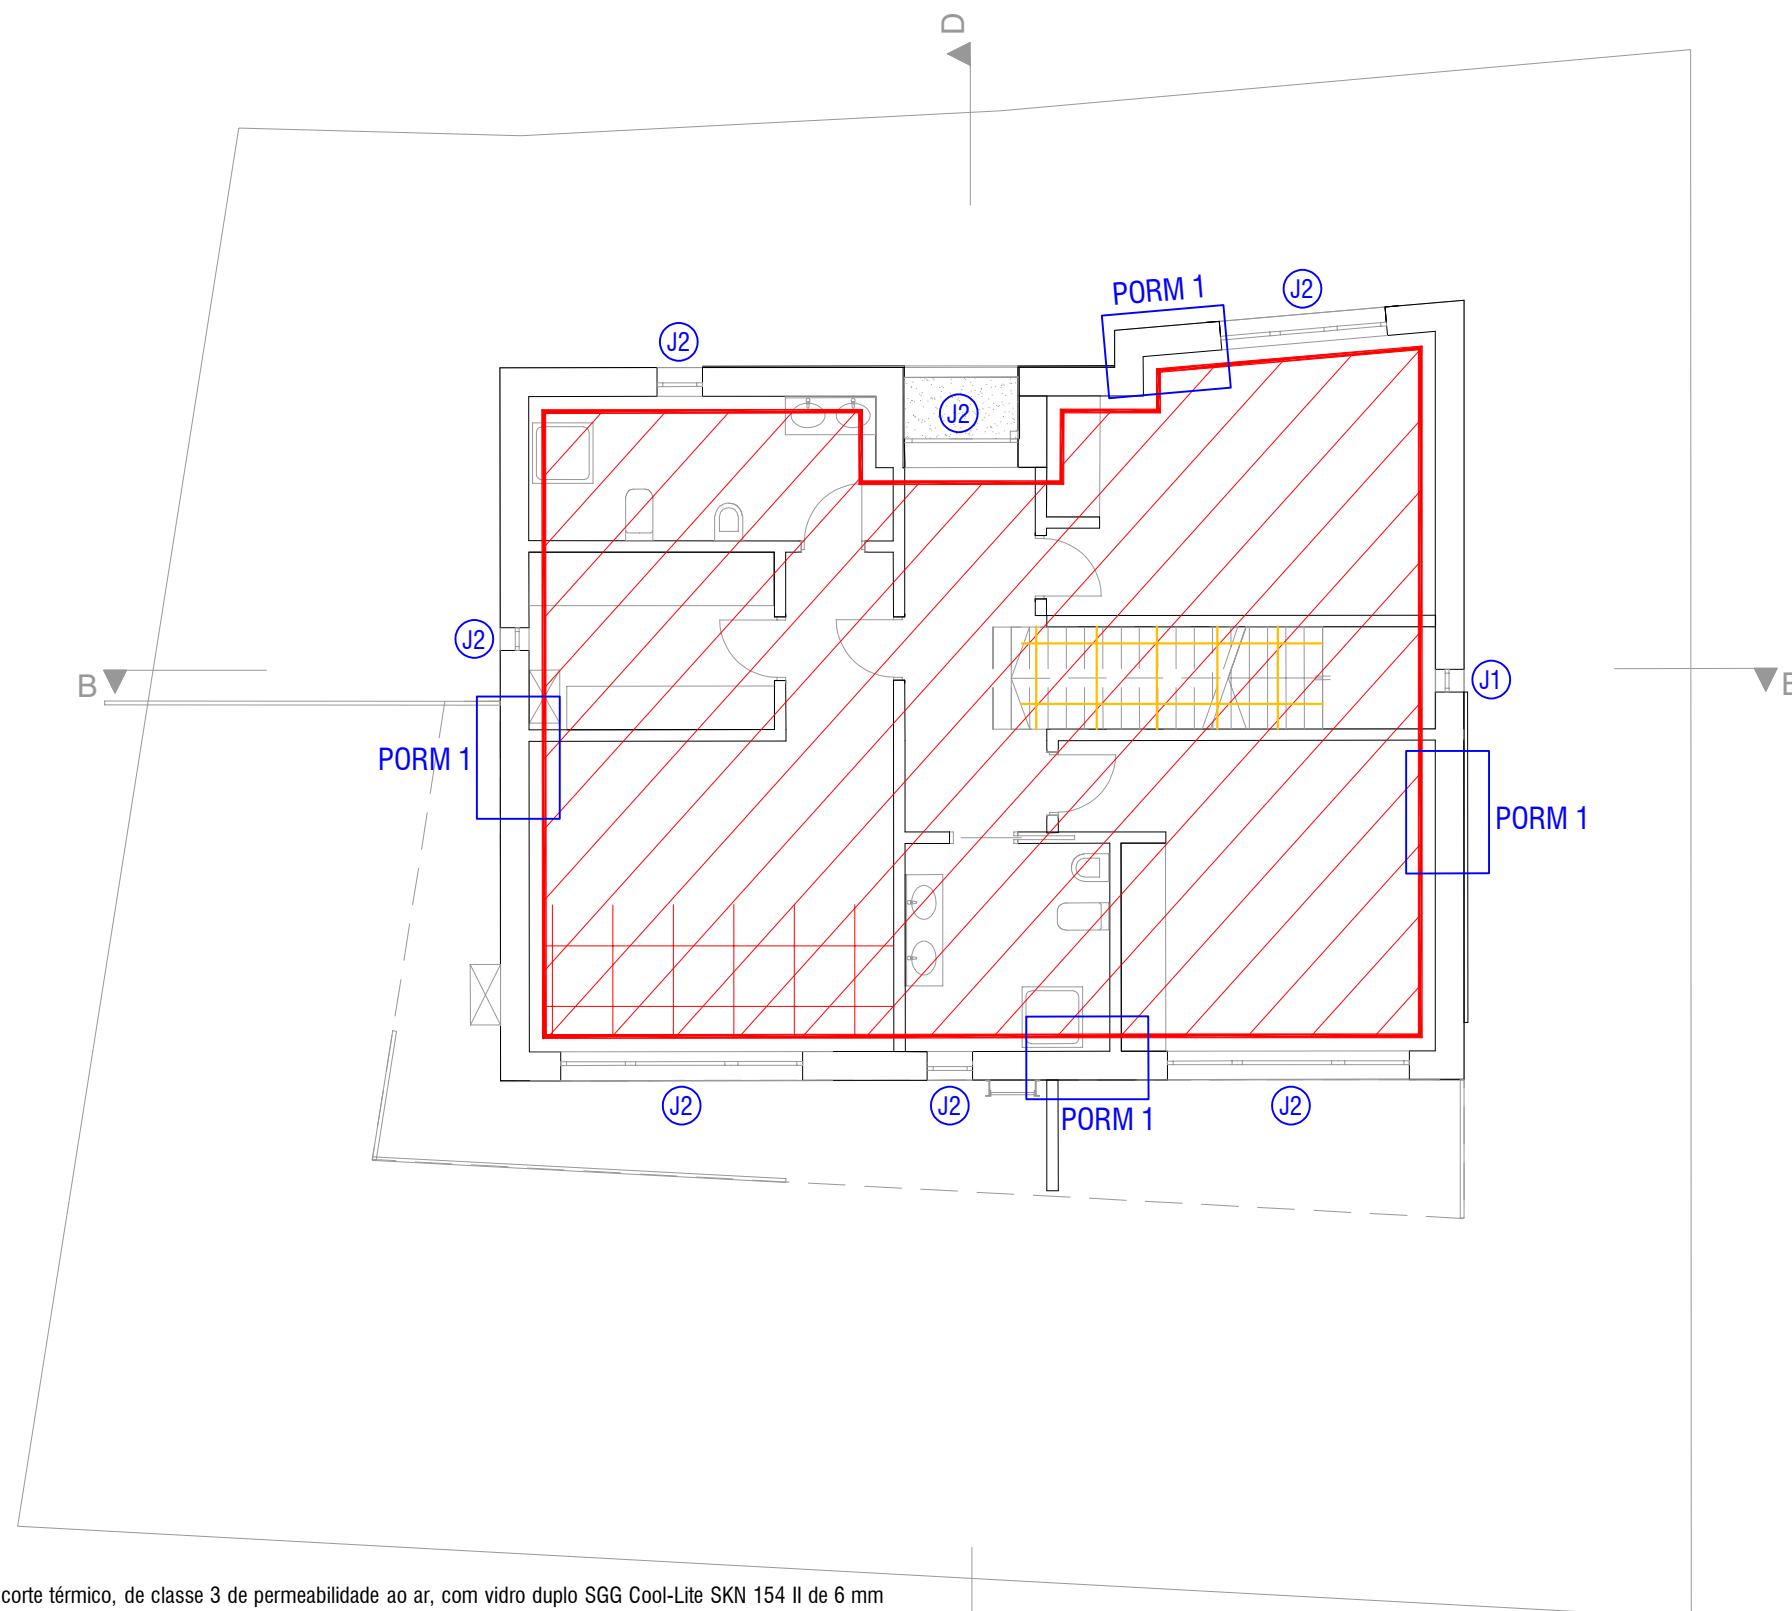 D
PORM 1
J2
J2
J2
J2
B
J1
PORM 1
PORM 1
J2
J2
J2
PORM 1
corte térmico, de classe 3 de permeabilidade ao ar, com vidro duplo SGG Cool-Lite SKN 154 II de 6 mm